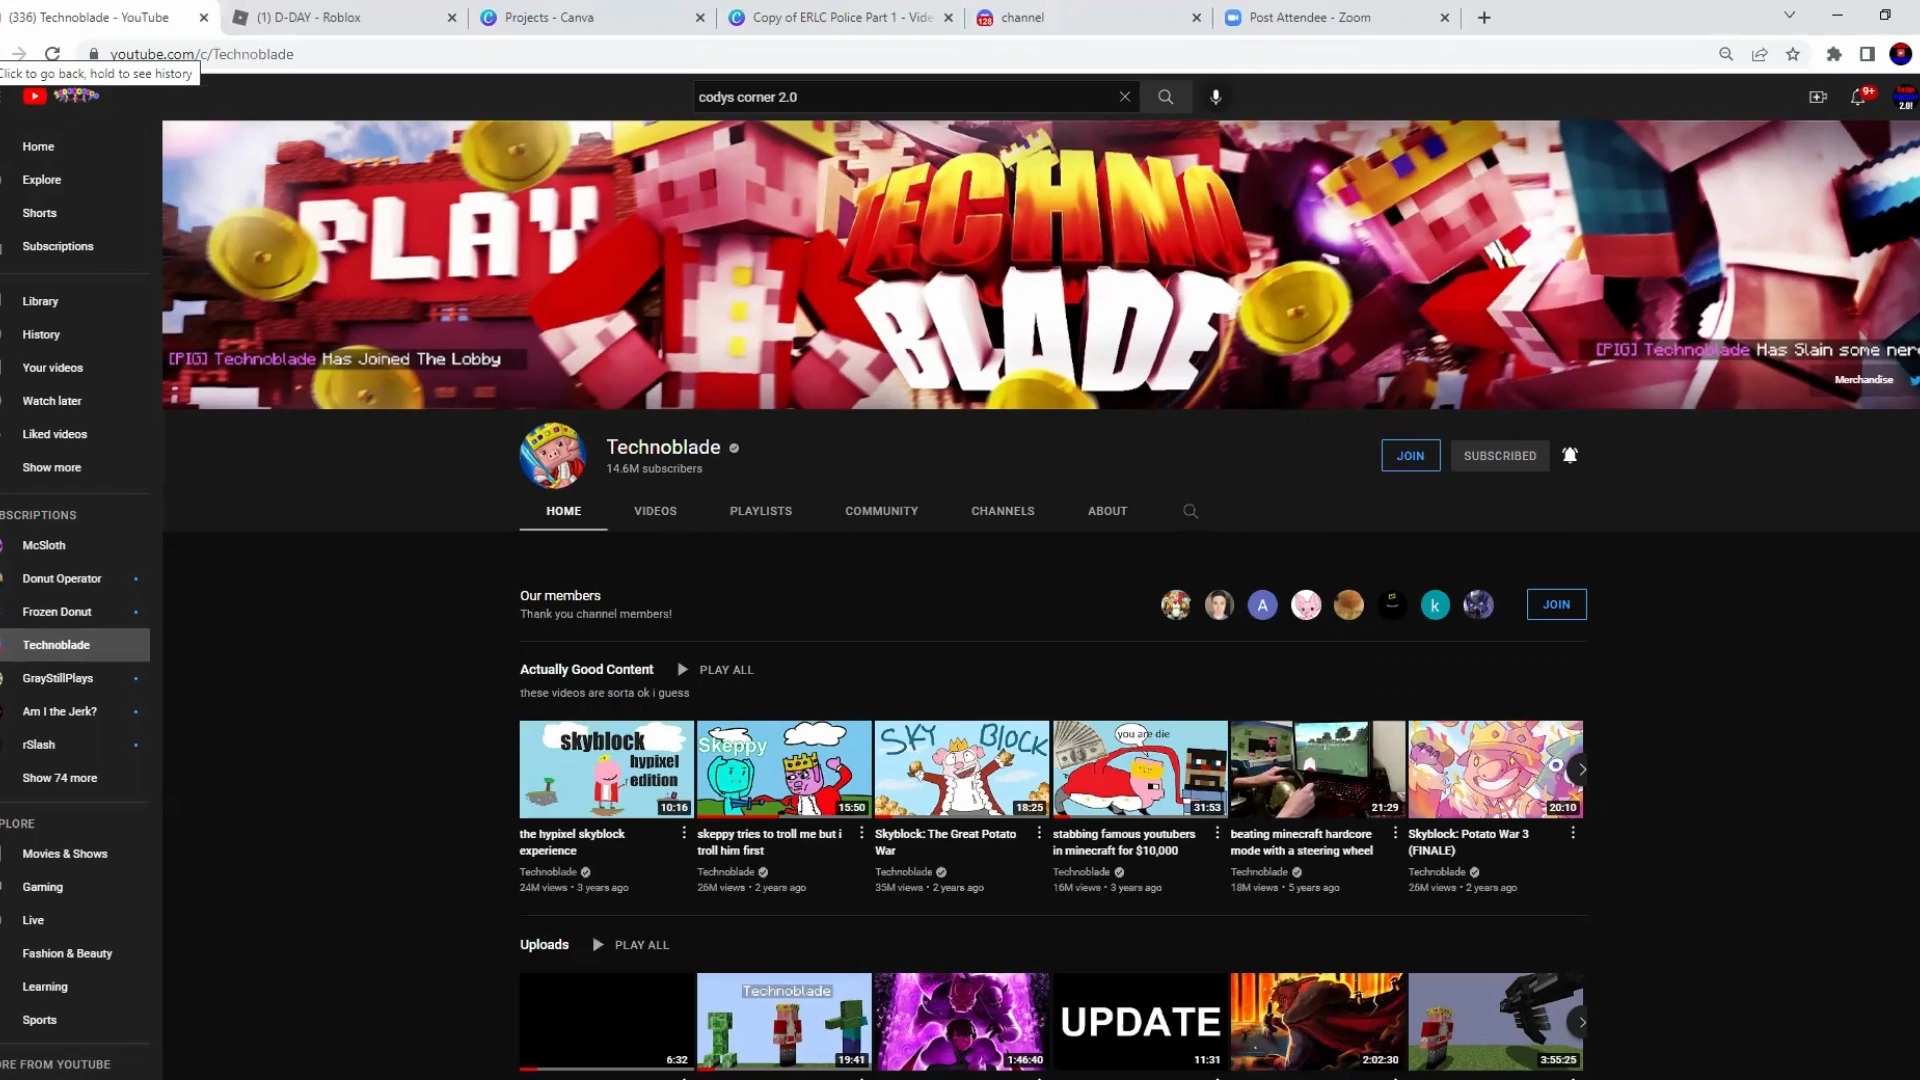 (336) Technoblade - YouTube
(1) D-DAY - Roblox
Projects - Canva
Copy of ERLC Police Part 1 - Vide
128
channel
Post Attendee - Zoom
youtube.com/c/Technoblade
Click to go back, hold to see history
codys corner 2.0
9+
2.0!
Home
Explore
Shorts
Subscriptions
Library
History
Your videos
Watch later
Liked videos
Show more
BSCRIPTIONS
McSloth
Donut Operator
Frozen Donut
Technoblade
GrayStillPlays
Am I the Jerk?
rSlash
Show 74 more
PLORE
Movies & Shows
Gaming
Live
Fashion & Beauty
Learning
Sports
ORE FROM YOUTUBE
PLAY
TECHNO
BLADE
[PIG] Technoblade Has Joined The Lobby
[PIG] Technoblade Has Slain some ner
Merchandise
Technoblade
14.6M subscribers
JOIN
SUBSCRIBED
HOME
VIDEOS
PLAYLISTS
COMMUNITY
CHANNELS
ABOUT
Our members
Thank you channel members!
A
k
JOIN
Actually Good Content
PLAY ALL
these videos are sorta ok i guess
skyblock
hypixel
edition
10:16
Skeppy
15:50
SKY BLOCK
18:25
you are die
31:53
21:29
20:10
the hypixel skyblock
experience
Technoblade
24M views • 3 years ago
skeppy tries to troll me but i
troll him first
Technoblade
26M views • 2 years ago
Skyblock: The Great Potato
War
Technoblade
35M views • 2 years ago
stabbing famous youtubers
in minecraft for $10,000
Technoblade
16M views • 3 years ago
beating minecraft hardcore
mode with a steering wheel
Technoblade
18M views • 5 years ago
Skyblock: Potato War 3
(FINALE)
Technoblade
26M views • 2 years ago
Uploads
PLAY ALL
6:32
Technoblade
19:41
1:46:40
UPDATE
11:31
2:02:30
3:55:25